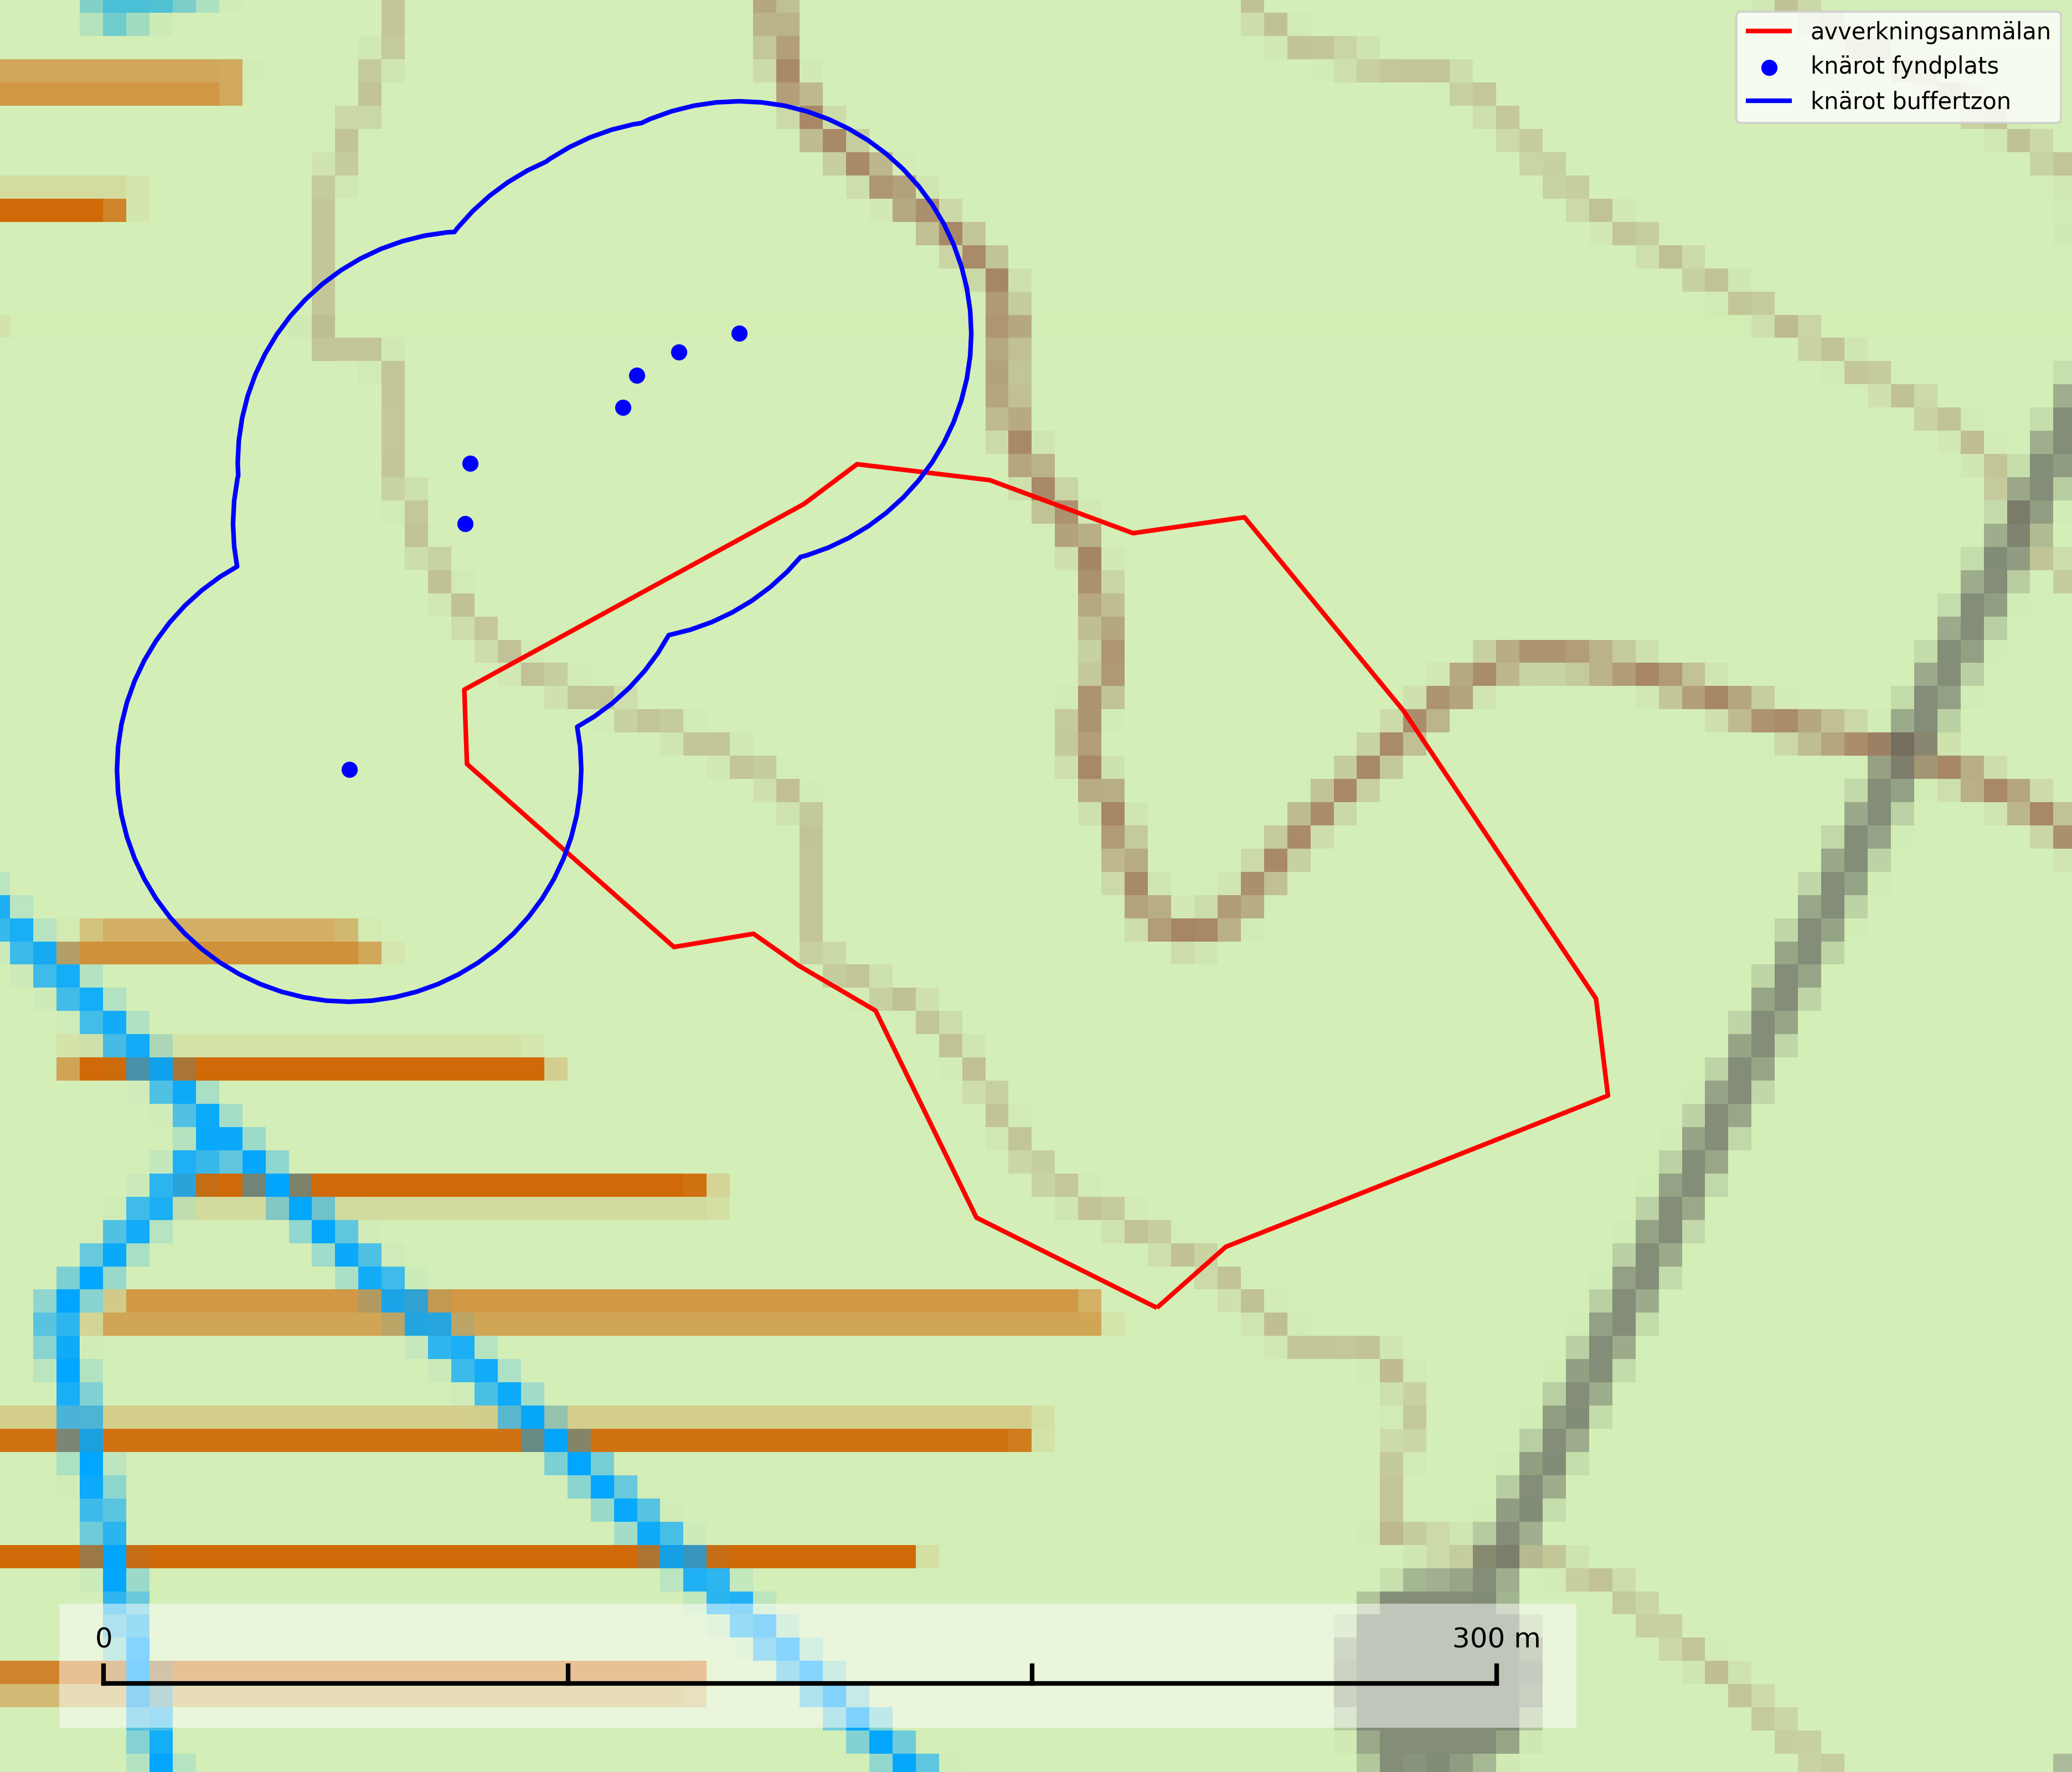 avverkningsanmälan
knärot fyndplats
knärot buffertzon
0
300 m